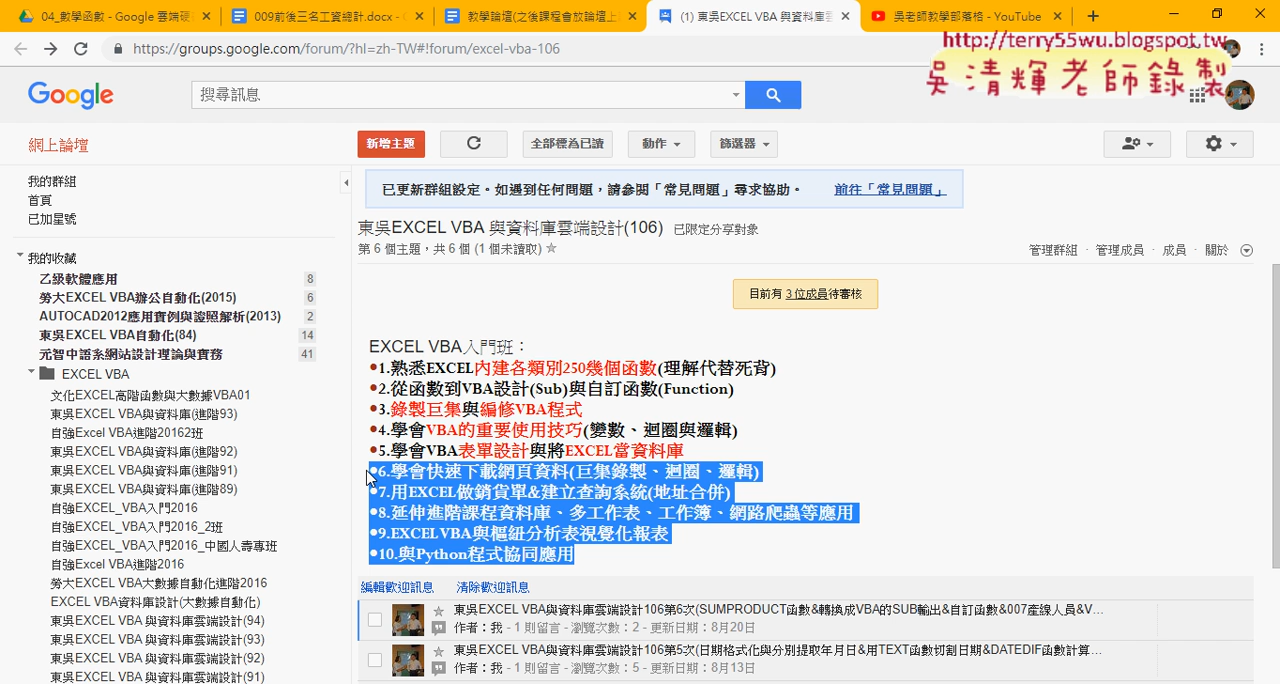 04_數學函數 - Google 雲端硬
009前後三名工資總計.docx -
教學論壇(之後課程會放論壇上
(1) 東吳EXCEL VBA 與資料庫雲
吳老師教學部落格 - YouTube
https://groups.google.com/forum/?hl=zh-TW#!forum/excel-vba-106
http://terry55wu.blogspot.tw
吳清輝老師錄製
Google
搜尋訊息
網上論壇
新增主題
全部標為已讀
動作
篩選器
我的群組
首頁
已加星號
已更新群組設定。如遇到任何問題，請參閱「常見問題」尋求協助。
前往「常見問題」
東吳EXCEL VBA 與資料庫雲端設計(106) 已限定分享對象
第 6 個主題，共 6 個 (1 個未讀取)
管理群組 · 管理成員 · 成員 · 關於
目前有 3 位成員待審核
我的收藏
乙級軟體應用 8
勞大EXCEL VBA辦公自動化(2015) 6
AUTOCAD2012應用實例與證照解析(2013) 2
東吳EXCEL VBA自動化(84) 14
元智中語系網站設計理論與實務 41
EXCEL VBA
文化EXCEL高階函數與大數據VBA01
東吳EXCEL VBA與資料庫(進階93)
自強Excel VBA進階20162班
東吳EXCEL VBA與資料庫(進階92)
東吳EXCEL VBA與資料庫(進階91)
東吳EXCEL VBA與資料庫(進階89)
自強EXCEL_VBA入門2016
自強EXCEL_VBA入門2016_2班
自強EXCEL_VBA入門2016_中國人壽專班
自強Excel VBA進階2016
勞大EXCEL VBA大數據自動化進階2016
EXCEL VBA資料庫設計(大數據自動化)
東吳EXCEL VBA與資料庫雲端設計(94)
東吳EXCEL VBA與資料庫雲端設計(93)
東吳EXCEL VBA與資料庫雲端設計(92)
東吳EXCEL VBA與資料庫雲端設計(91)
EXCEL VBA入門班：
●1.熟悉EXCEL內建各類別250幾個函數(理解代替死背)
●2.從函數到VBA設計(Sub)與自訂函數(Function)
●3.錄製巨集與編修VBA程式
●4.學會VBA的重要使用技巧(變數、迴圈與邏輯)
●5.學會VBA表單設計與將EXCEL當資料庫
●6.學會快速下載網頁資料(巨集錄製、迴圈、邏輯)
●7.用EXCEL做銷貨單&建立查詢系統(地址合併)
●8.延伸進階課程資料庫、多工作表、工作簿、網路爬蟲等應用
●9.EXCEL VBA與樞紐分析表視覺化報表
●10.與Python程式協同應用
編輯歡迎訊息 清除歡迎訊息
東吳EXCEL VBA與資料庫雲端設計106第6次(SUMPRODUCT函數&轉換成VBA的SUB輸出&自訂函數&007產線人員&V…
作者：我 - 1 則留言 - 瀏覽次數：2 - 更新日期：8月20日
東吳EXCEL VBA與資料庫雲端設計106第5次(日期格式化與分別提取年月日&用TEXT函數切割日期&DATEDIF函數計算…
作者：我 - 1 則留言 - 瀏覽次數：5 - 更新日期：8月13日